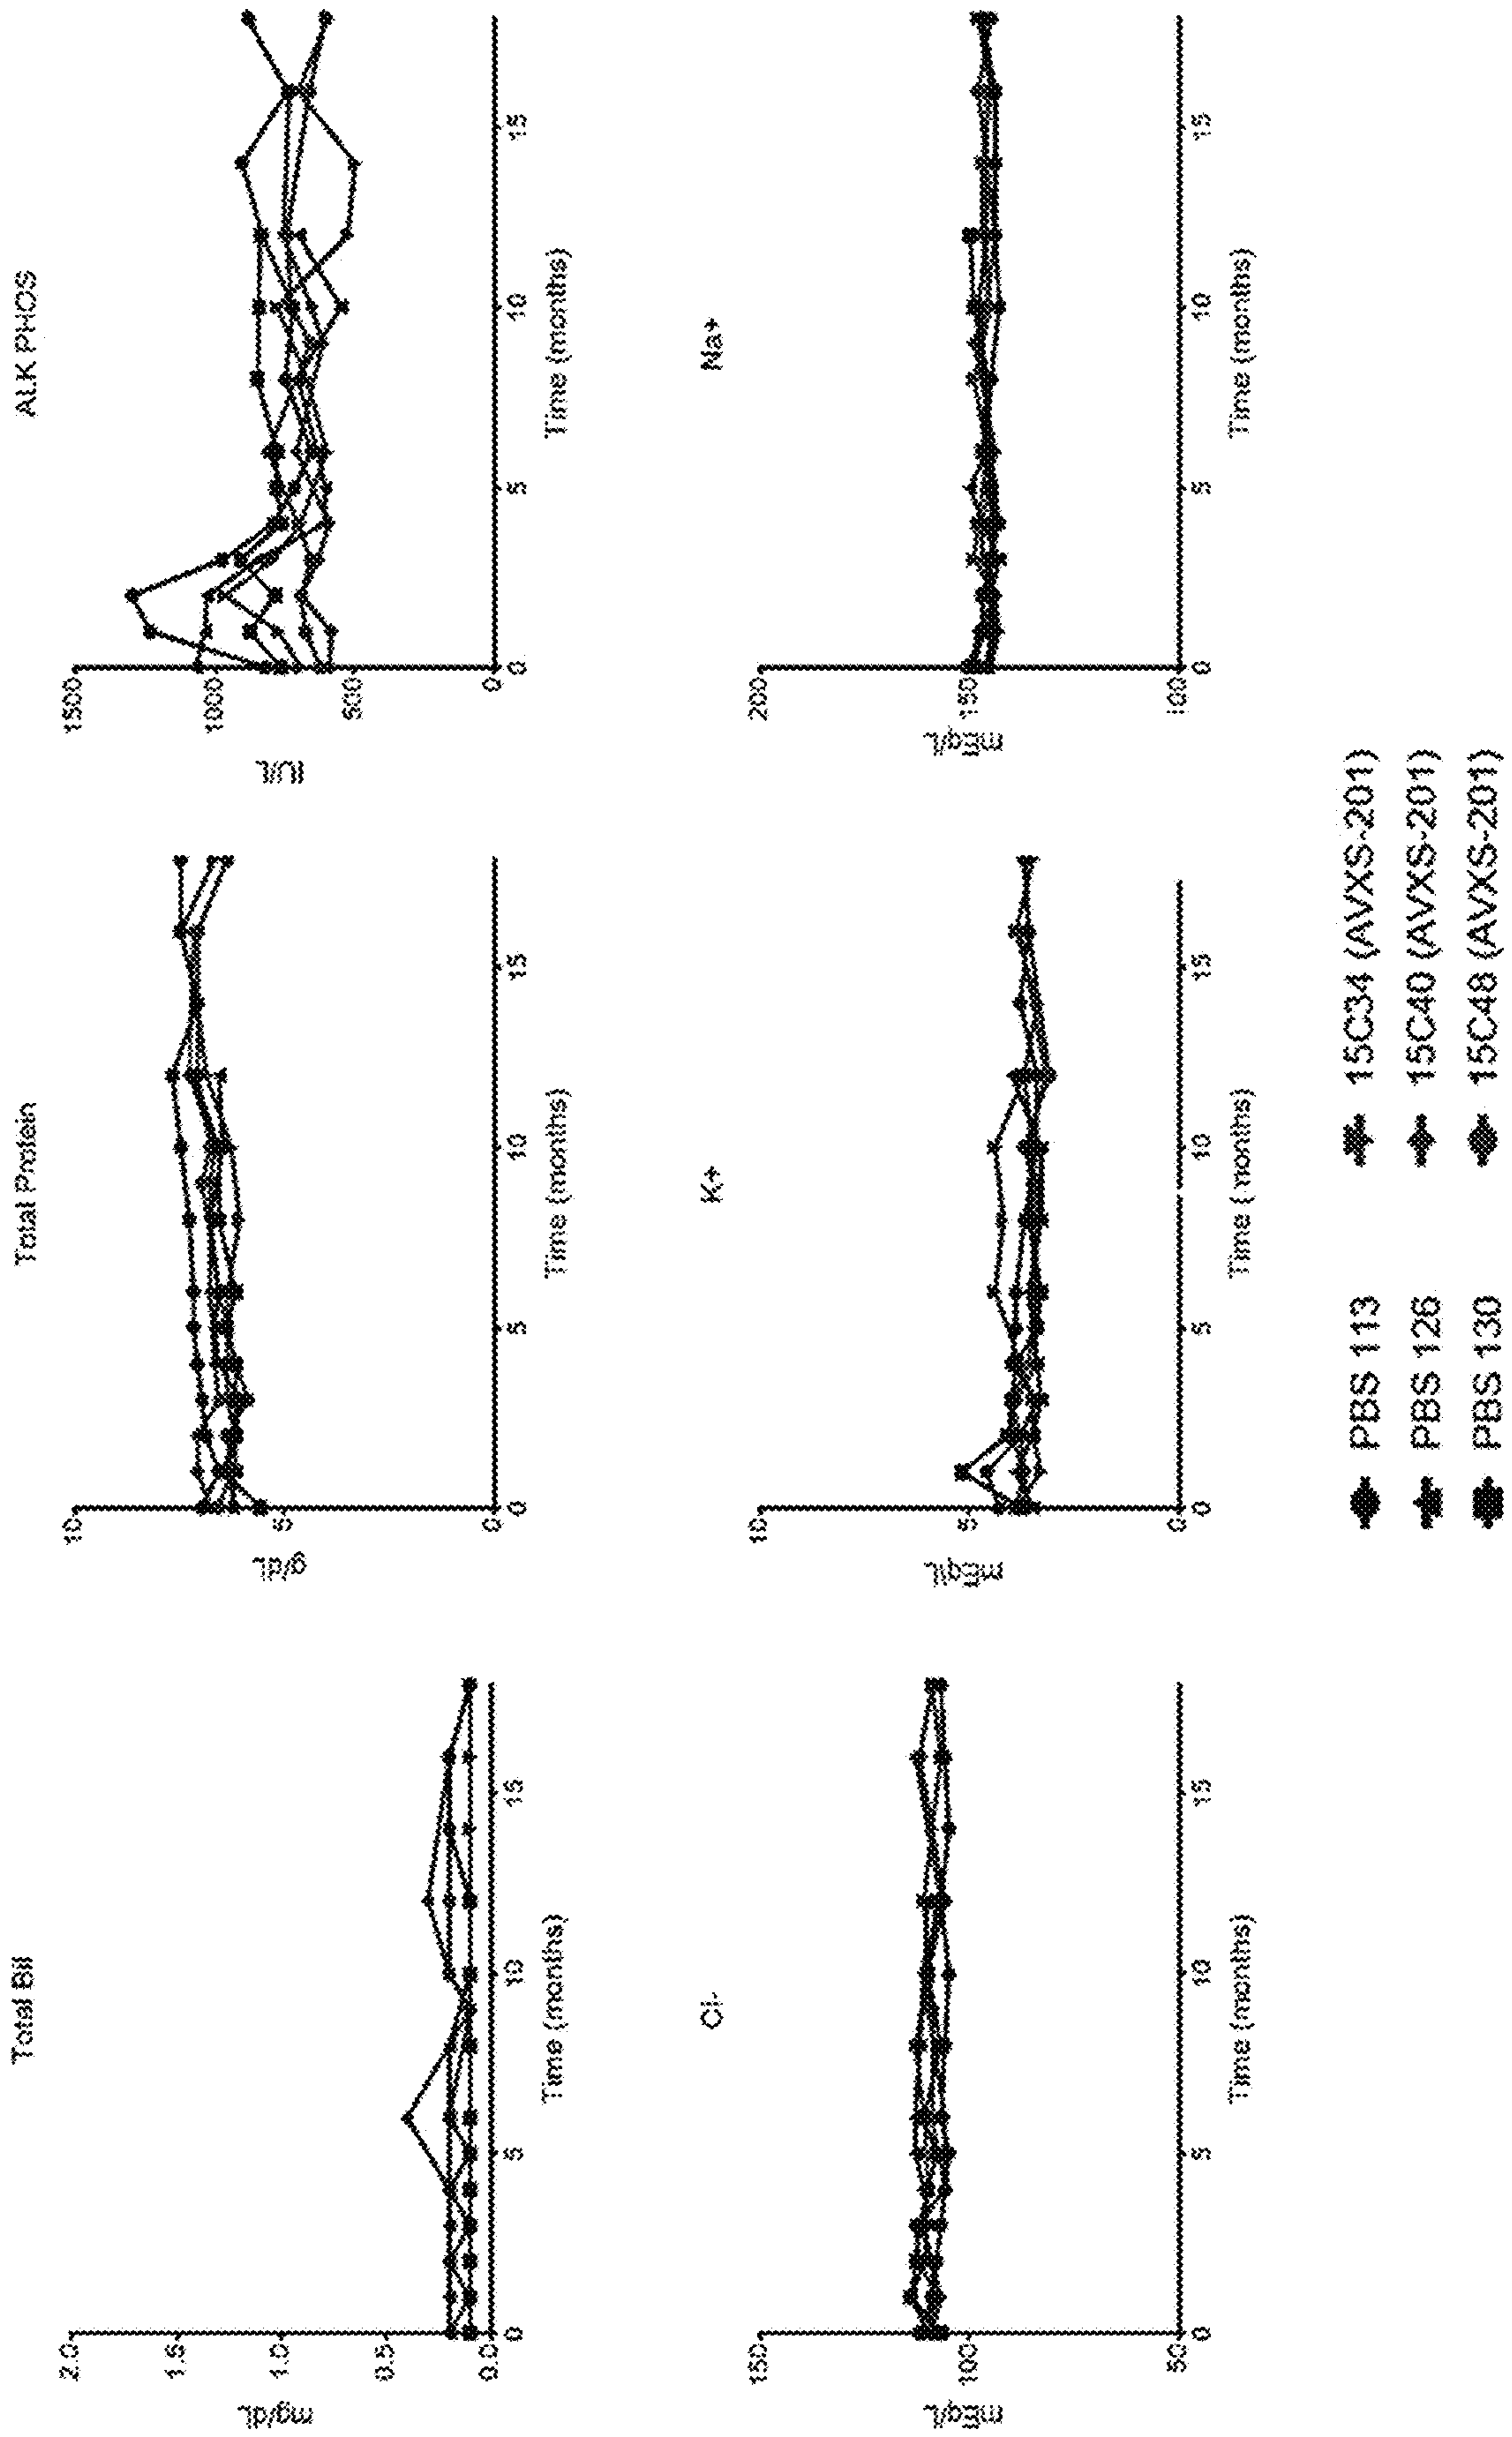 Total Bil
2.0
1.5
1.0
0.5
0.0
mg/dL
0
5
10
15
Time (months)
Total Protein
10
5
0
g/dL
0
5
10
15
Time (months)
ALK PHOS
1500
1000
500
0
IU/L
0
5
10
15
Time (months)
Cl-
150
100
50
mEq/L
0
5
10
15
Time (months)
K+
10
5
0
mEq/L
0
5
10
15
Time (months)
Na+
200
150
100
mEq/L
0
5
10
15
Time (months)
PBS 113
15C34 (AVXS-201)
PBS 126
15C40 (AVXS-201)
PBS 130
15C48 (AVXS-201)